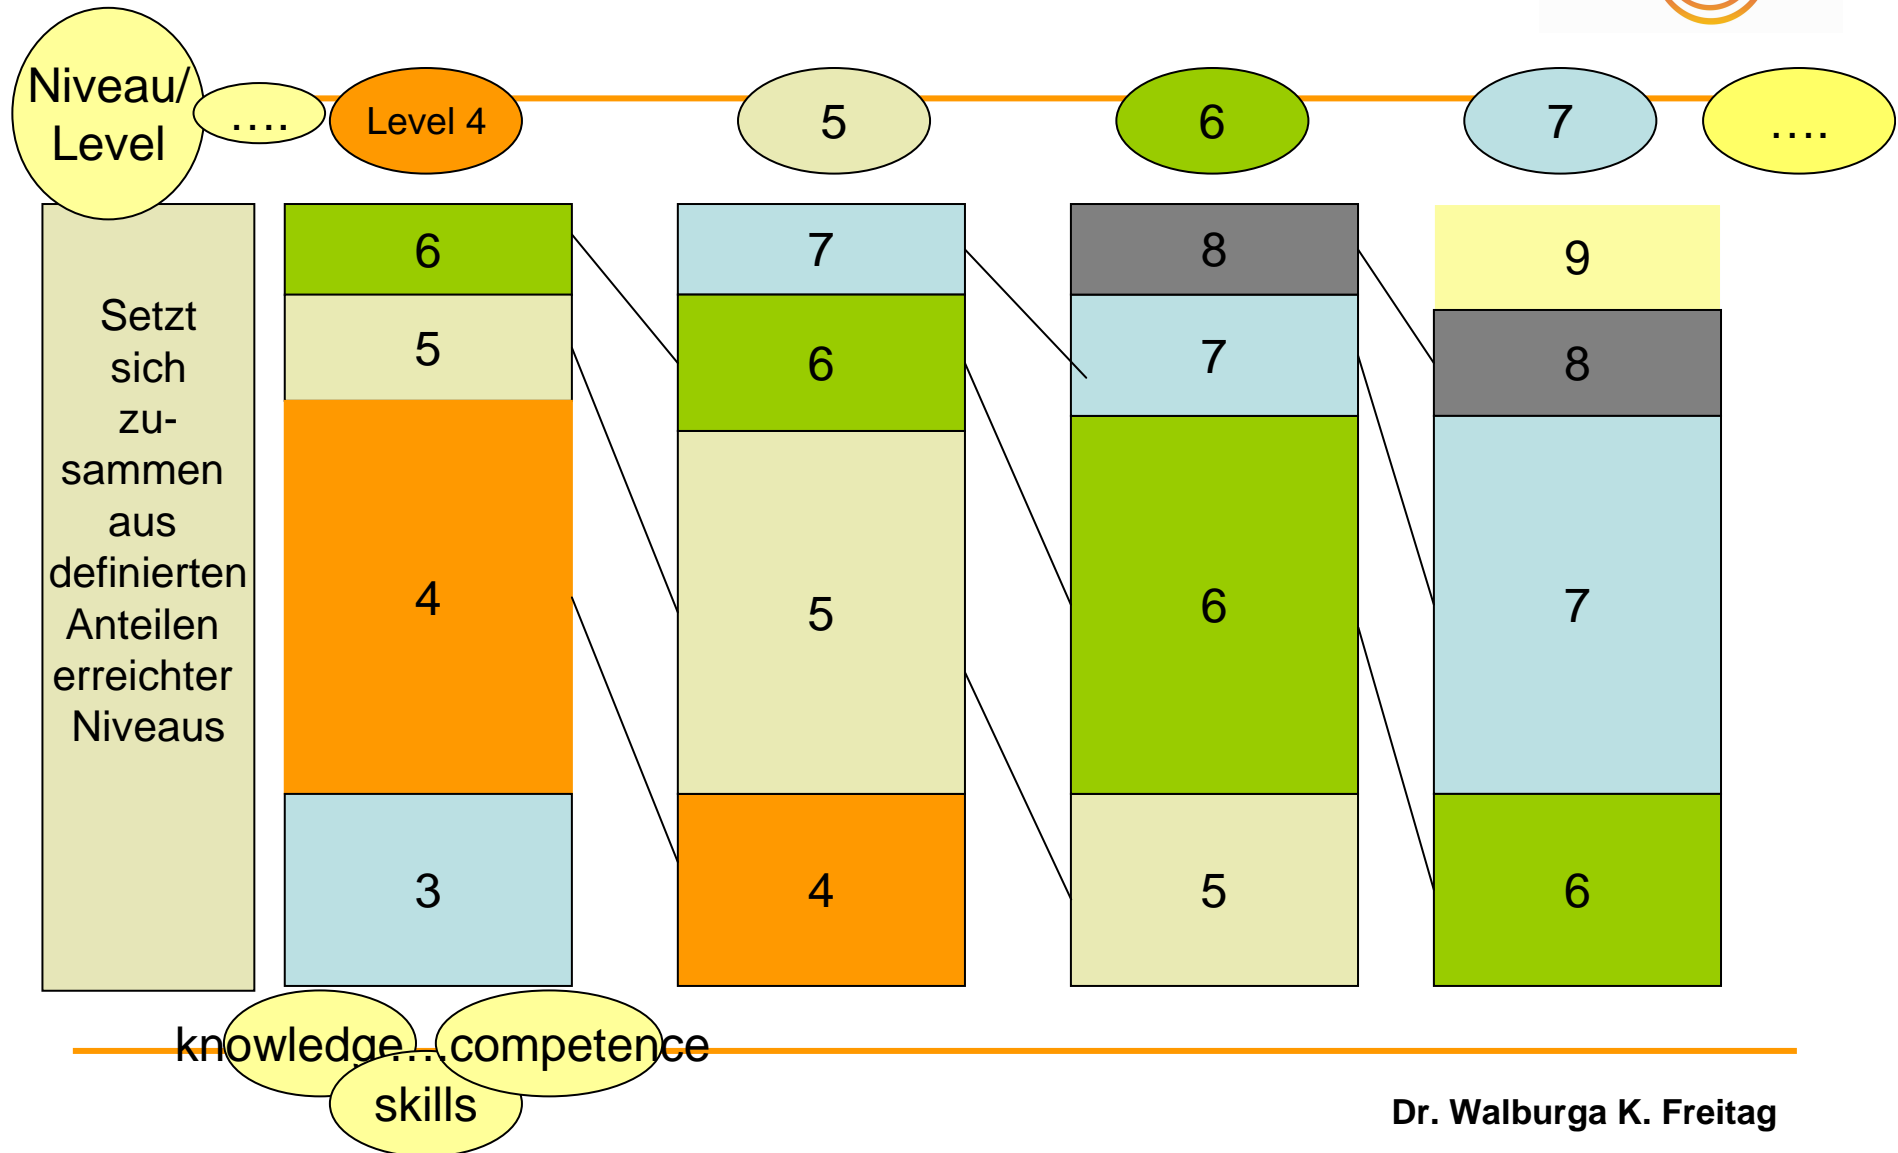 Niveau/
Level
....
Level 4
5
6
7
....
Setzt
sich
zu-
sammen
aus
definierten
Anteilen
erreichter
Niveaus
6
5
4
3
7
6
5
4
8
7
6
5
9
8
7
6
knowledge....competence
skills
Dr. Walburga K. Freitag